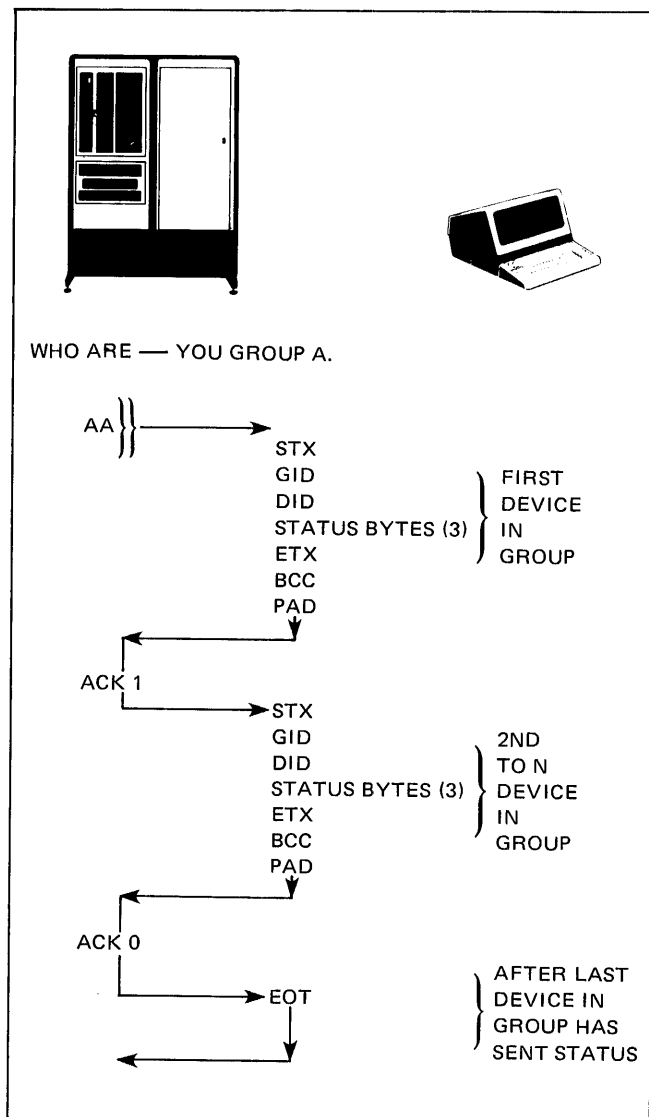 WHO ARE — YOU GROUP A.
AA
STX
GID
DID
STATUS BYTES (3)
ETX
BCC
PAD
FIRST
DEVICE
IN
GROUP
ACK 1
STX
GID
DID
STATUS BYTES (3)
ETX
BCC
PAD
2ND
TO N
DEVICE
IN
GROUP
ACK 0
EOT
AFTER LAST
DEVICE IN
GROUP HAS
SENT STATUS